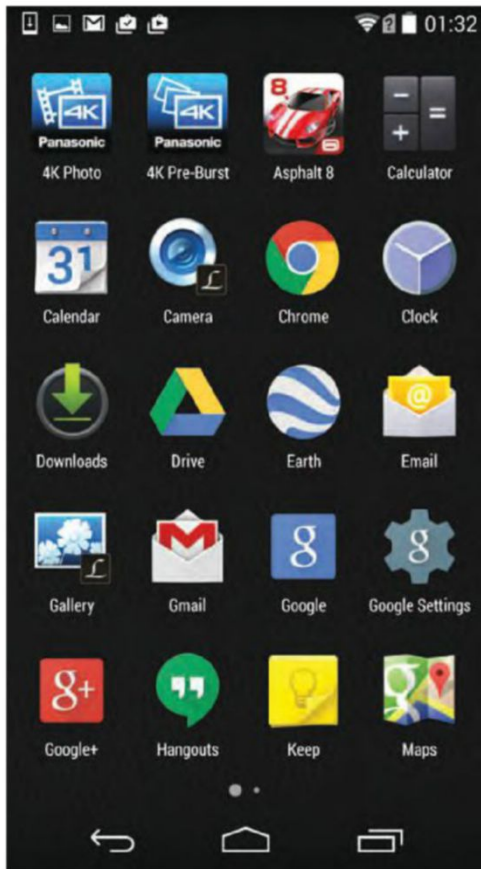 01:32
8
4K 4K
Panasonic Panasonic
4K Photo 4K Pre-Burst Asphalt 8 Calculator
31 L
Calendar Camera Chrome Clock
@
Downloads Drive Earth Email
L g g
Gallery Gmail Google Google Settings
g+ g
Google+ Hangouts Keep Maps